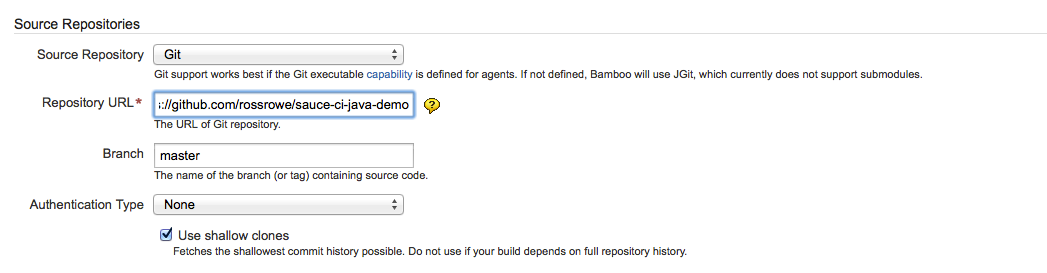 Source Repositories
Source Repository Git
Git support works best if the Git executable capability is defined for agents. If not defined, Bamboo will use JGit, which currently does not support submodules.
Repository URL* ://github.com/rossrowe/sauce-ci-java-demo ?
The URL of Git repository.
Branch master
The name of the branch (or tag) containing source code.
Authentication Type None
Use shallow clones
Fetches the shallowest commit history possible. Do not use if your build depends on full repository history.